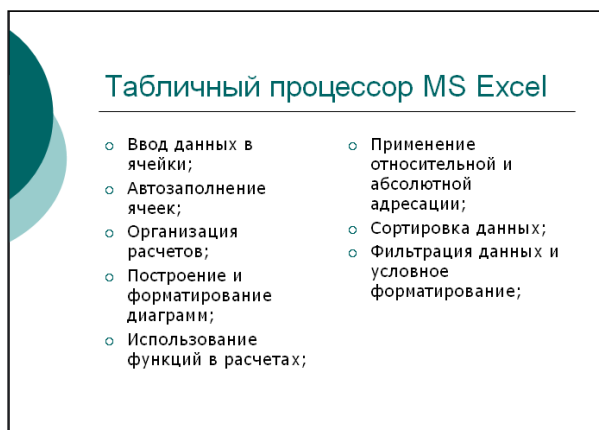 Табличный процессор MS Excel
Ввод данных в
ячейки;
Автозаполнение
ячеек;
Организация
расчетов;
Построение и
форматирование
диаграмм;
Использование
функций в расчетах;
Применение
относительной и
абсолютной
адресации;
Сортировка данных;
Фильтрация данных и
условное
форматирование;